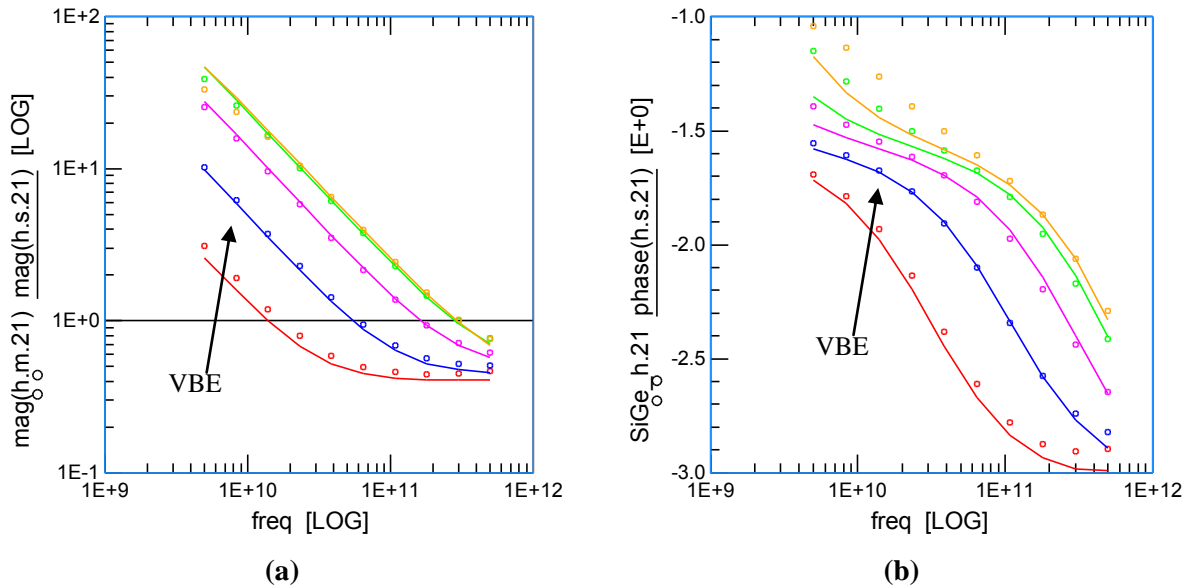 mag(h.m.21) mag(h.s.21) [LOG]
1E+2
1E+1
1E+0
1E-1
VBE
1E+9
1E+10
1E+11
1E+12
freq [LOG]
(a)
SiGe_h.21 phase(h.s.21) [E+0]
-1.0
-1.5
-2.0
-2.5
-3.0
VBE
1E+9
1E+10
1E+11
1E+12
freq [LOG]
(b)